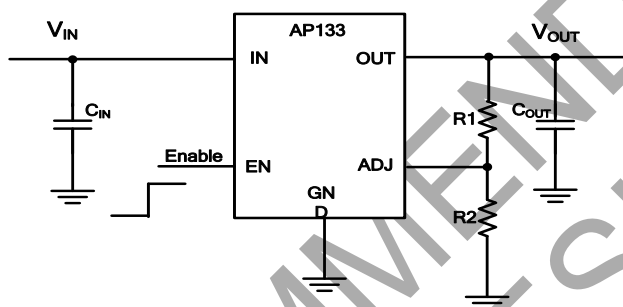 AP133
VIN
VOUT
IN
OUT
CIN
R1
COUT
Enable
EN
ADJ
GN
D
R2